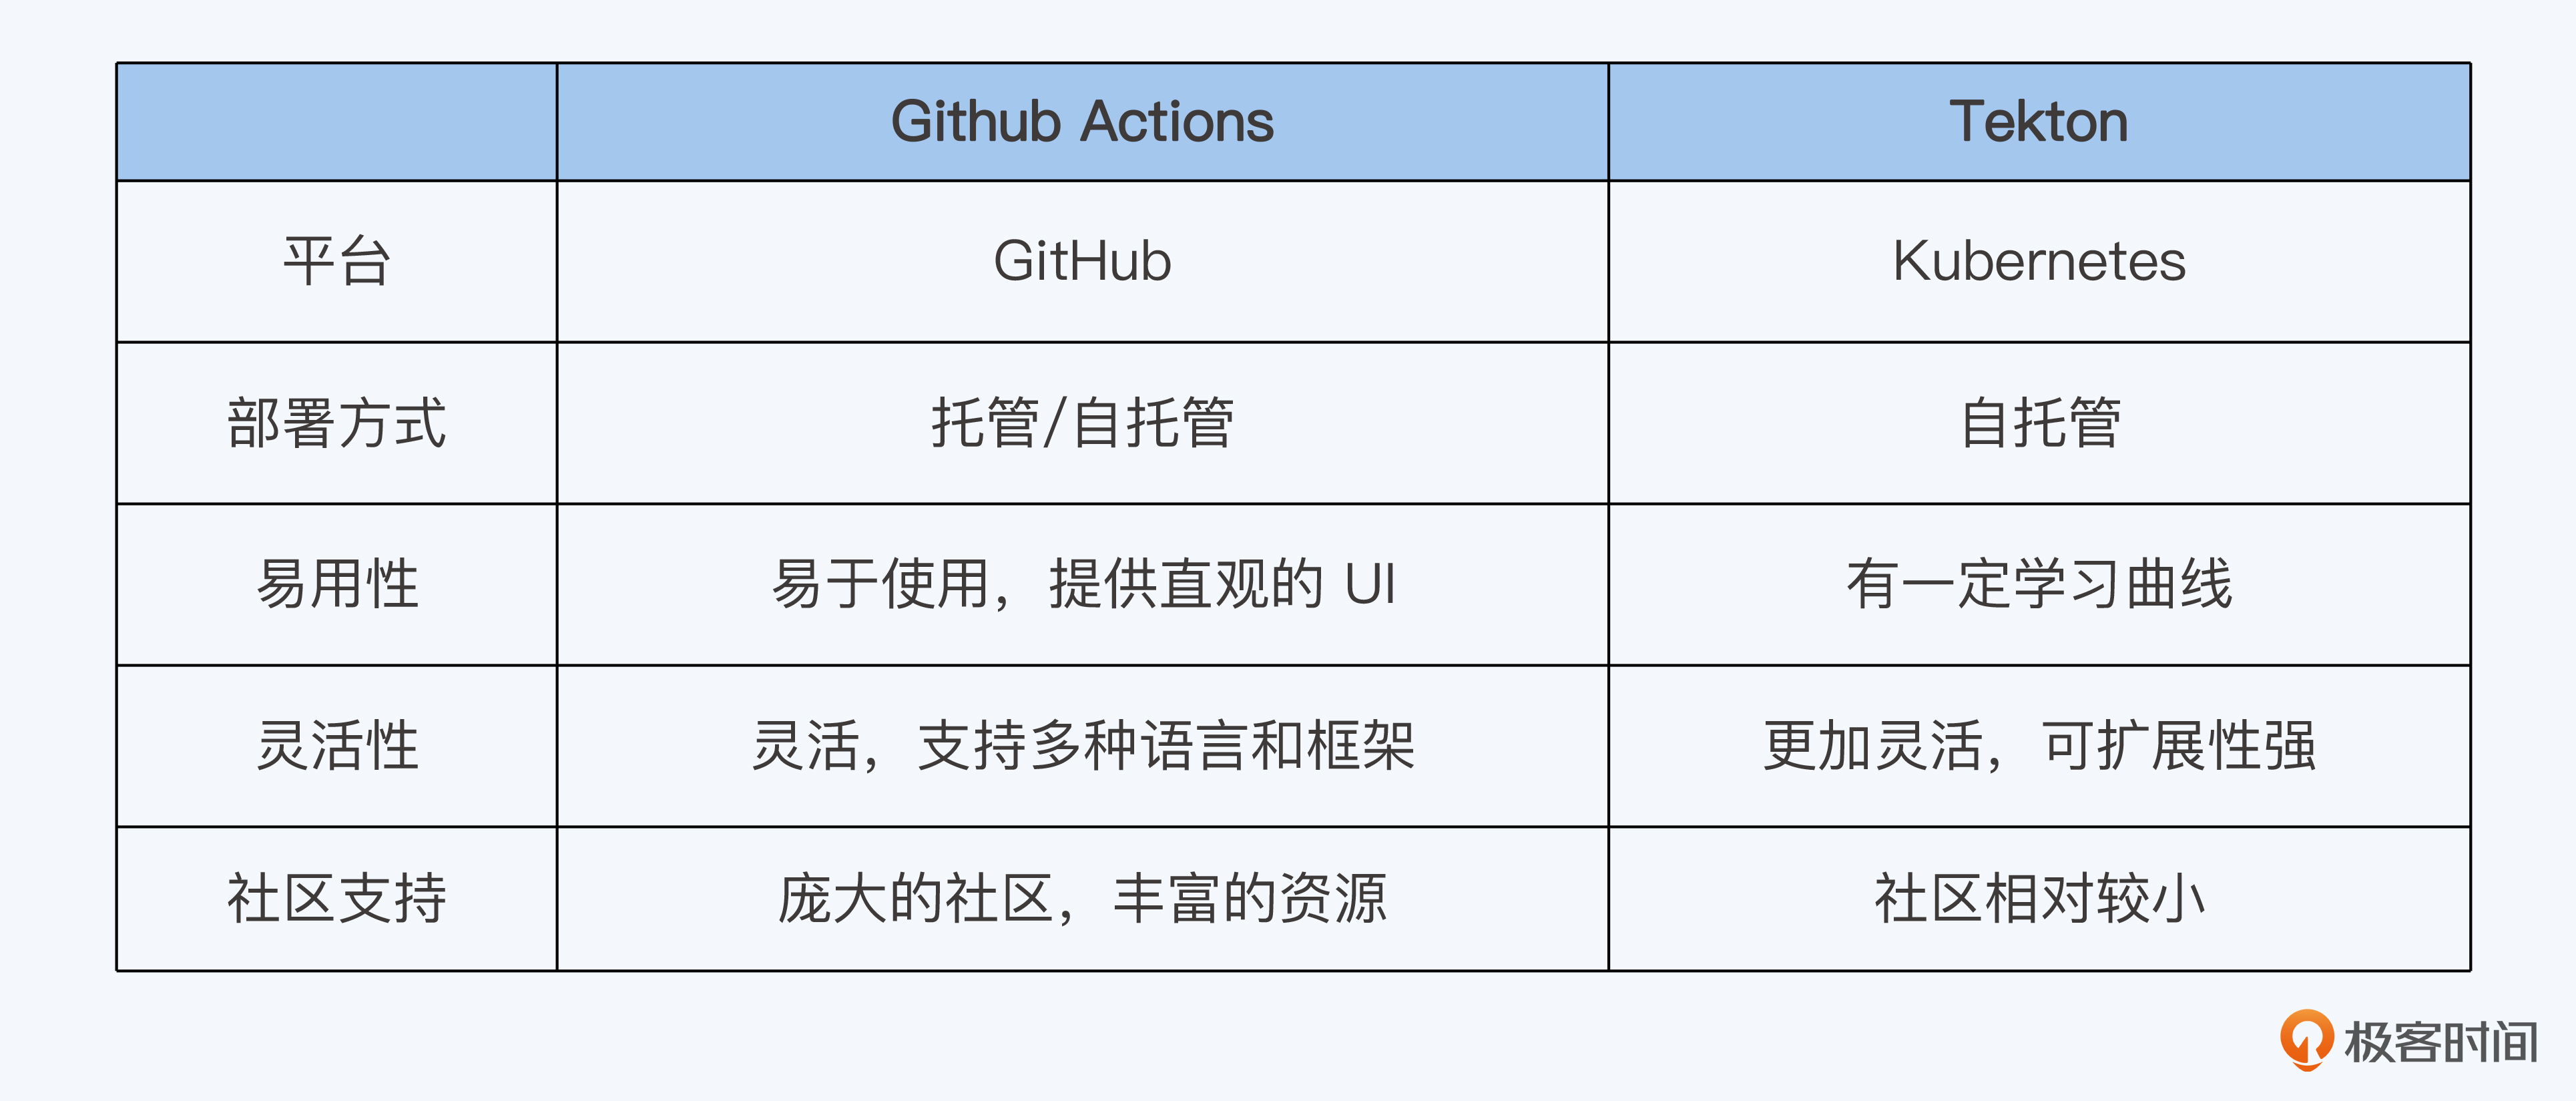 Github Actions Tekton
平台 GitHub Kubernetes
部署方式 托管/自托管 自托管
易用性 易于使用，提供直观的 UI 有一定学习曲线
灵活性 灵活，支持多种语言和框架 更加灵活，可扩展性强
社区支持 庞大的社区，丰富的资源 社区相对较小
极客时间